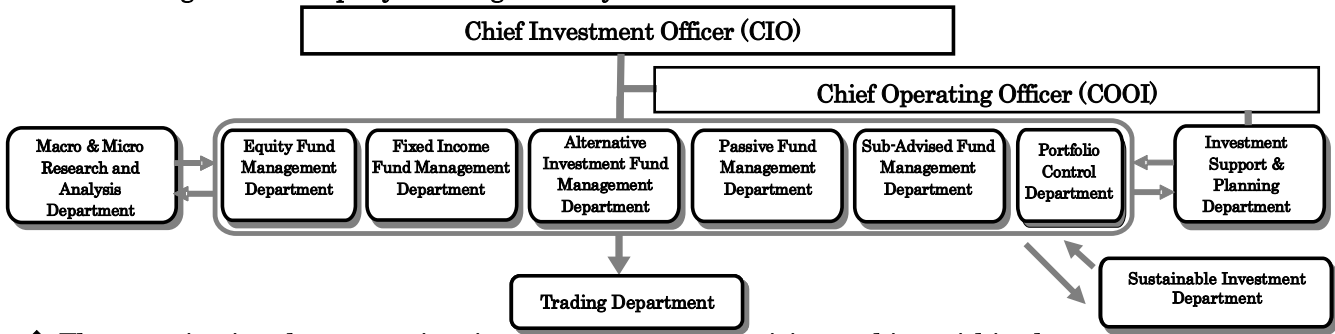 Chief Investment Officer (CIO)
Chief Operating Officer (COOI)
Macro & Micro
Research and
Analysis
Department
Equity Fund
Management
Department
Fixed Income
Fund Management
Department
Alternative
Investment Fund
Management
Department
Passive Fund
Management
Department
Sub-Advised Fund
Management
Department
Portfolio
Control
Department
Investment
Support &
Planning
Department
Trading Department
Sustainable Investment
Department